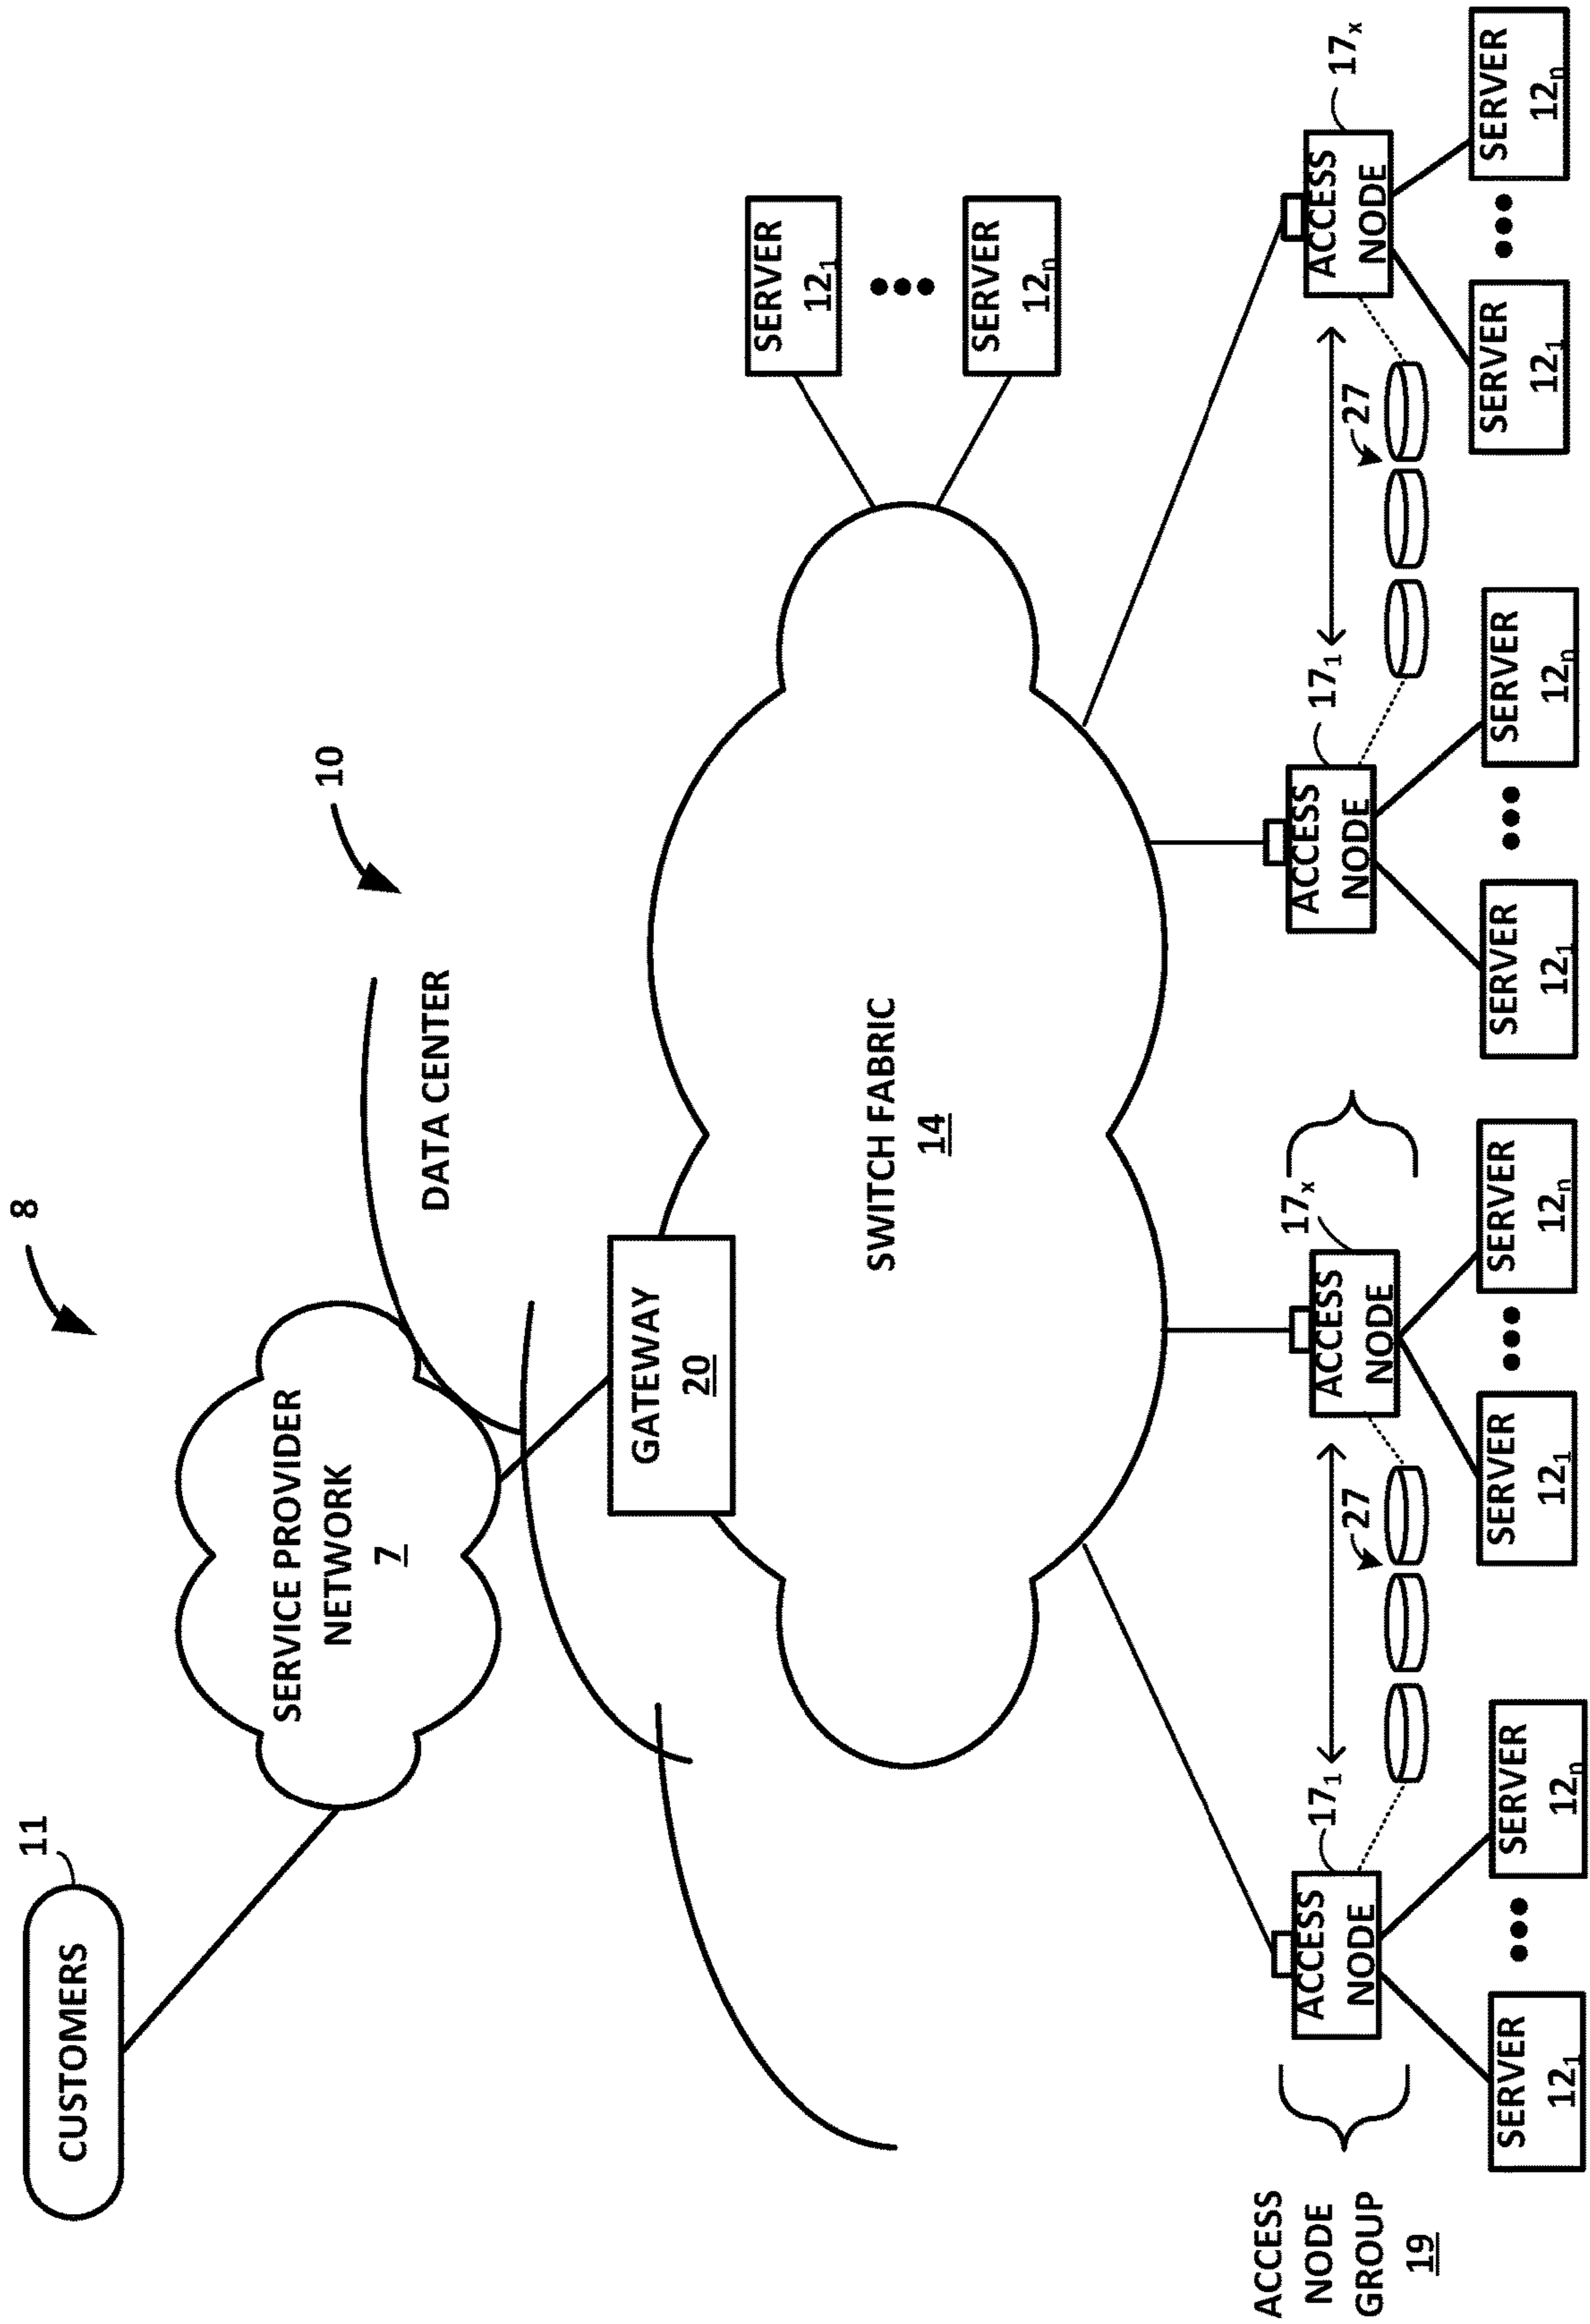 8
CUSTOMERS
11
SERVICE PROVIDER
NETWORK
7
10
DATA CENTER
GATEWAY
20
SWITCH FABRIC
14
SERVER
12₁
SERVER
12ₙ
ACCESS
NODE
GROUP
19
ACCESS
NODE
17₁
27
ACCESS
NODE
17ₓ
ACCESS
NODE
17₁
27
ACCESS
NODE
17ₓ
SERVER
12₁
SERVER
12ₙ
SERVER
12₁
SERVER
12ₙ
SERVER
12₁
SERVER
12ₙ
SERVER
12₁
SERVER
12ₙ